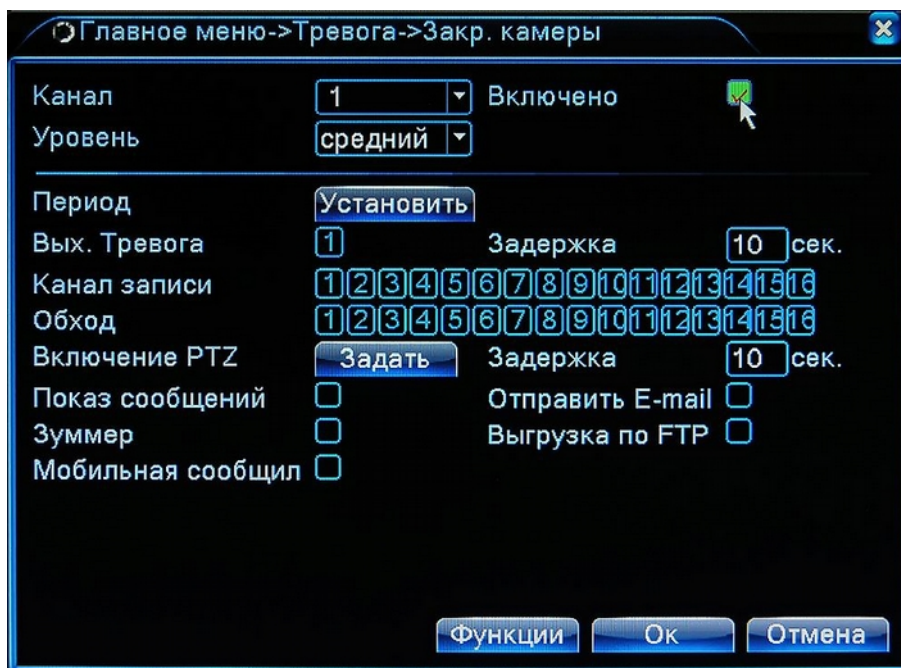 Главное меню->Тревога->Закр. камеры
Канал 1 Включено
Уровень средний
Период Установить
Вых. Тревога 1 Задержка 10 сек.
Канал записи 1 2 3 4 5 6 7 8 9 10 11 12 13 14 15 16
Обход 1 2 3 4 5 6 7 8 9 10 11 12 13 14 15 16
Включение PTZ Задать Задержка 10 сек.
Показ сообщений Отправить E-mail
Зуммер Выгрузка по FTP
Мобильная сообщил
Функции Ок Отмена